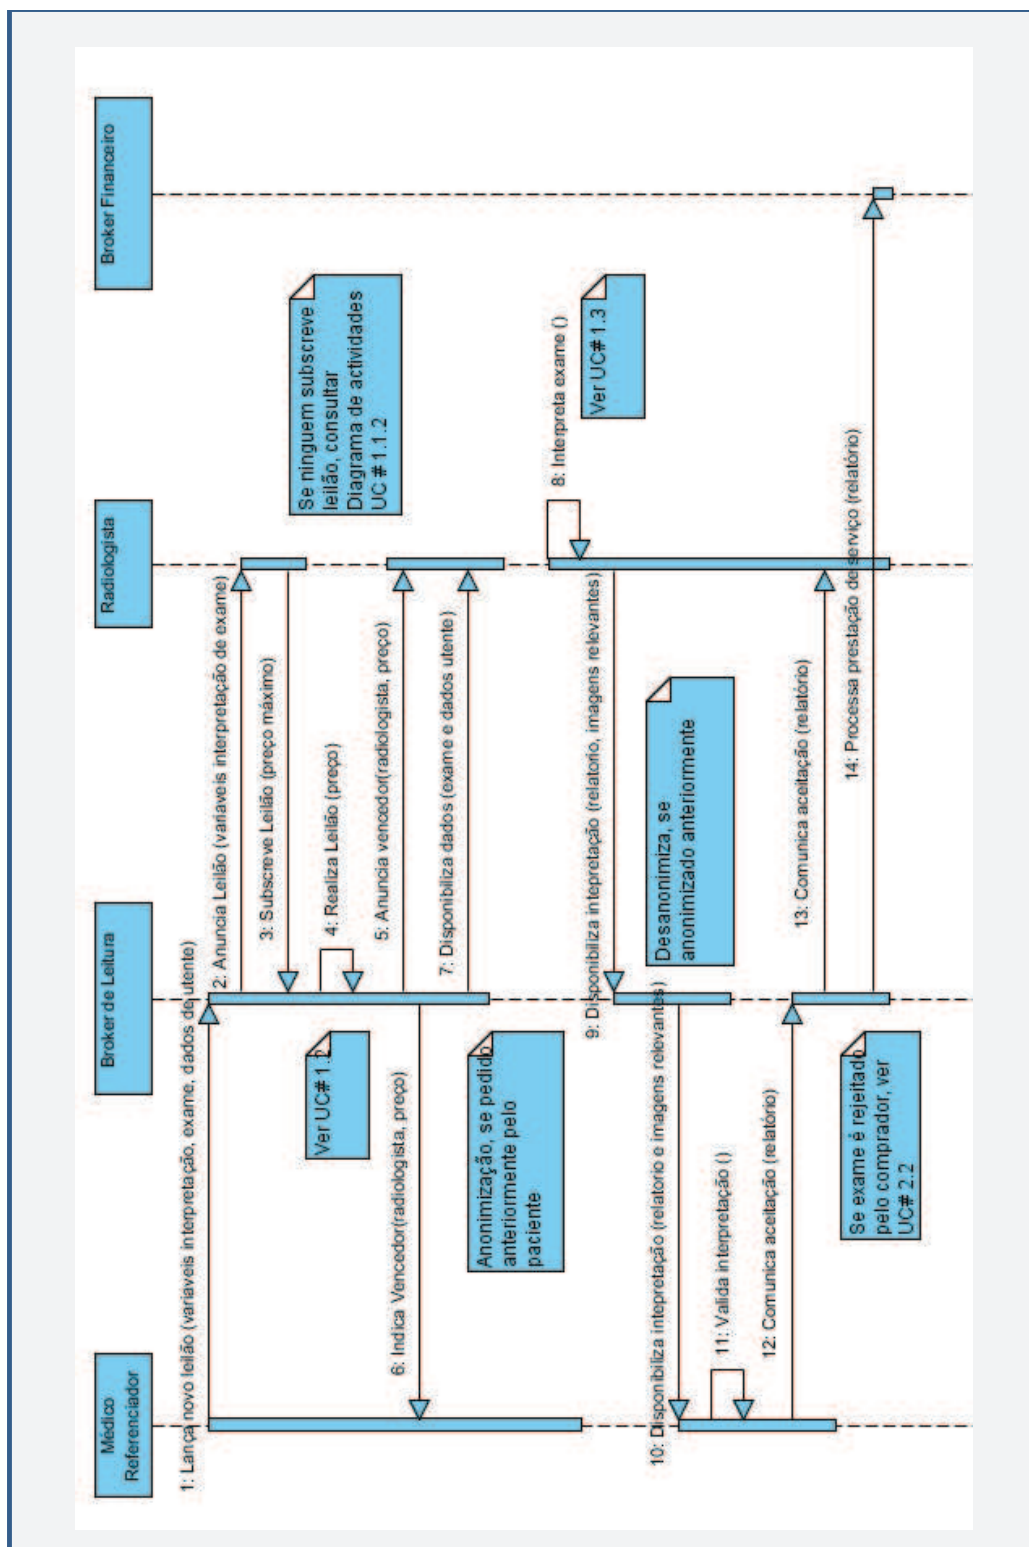 Médico
Referenciador
Broker de Leitura
Radiologista
Broker Financeiro
1: Lança novo leilão (variaveis interpretação, exame, dados de utente)
2: Anuncia Leilão (variaveis interpretação de exame)
3: Subscreve Leilão (preço máximo)
Se ninguem subscreve
leilão, consultar
Diagrama de actividades
UC # 1.1.2
Ver UC# 1.2
4: Realiza Leilão (preço)
5: Anuncia vencedor(radiologista, preço)
6: Indica Vencedor(radiologista, preço)
7: Disponibiliza dados (exame e dados utente)
Anonimização, se pedido
anteriormente pelo
paciente
8: Interpreta exame ()
Ver UC# 1.3
9: Disponibiliza intepretação (relatorio, imagens relevantes)
10: Disponibiliza intepretação (relatorio e imagens relevantes)
Desanonimiza, se
anonimizado anteriormente
11: Valida interpretação ()
12: Comunica aceitação (relatório)
13: Comunica aceitação (relatório)
14: Processa prestação de serviço (relatório)
Se exame é rejeitado
pelo comprador, ver
UC# 2.2